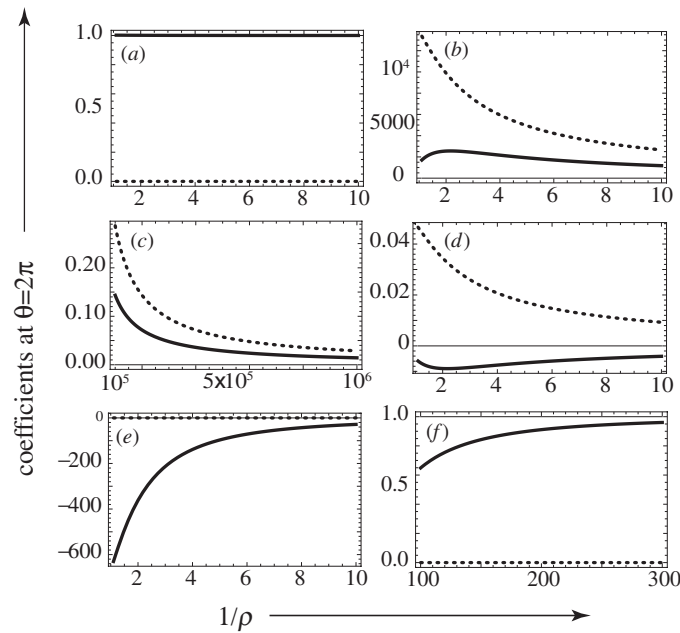 coefficients at θ=2π
(a)
1.0
0.5
0.0
2 4 6 8 10
(b)
10⁴
5000
0
2 4 6 8 10
(c)
0.20
0.10
0.00
10⁵ 5x10⁵ 10⁶
(d)
0.04
0.02
0
2 4 6 8 10
(e)
0
−200
−400
−600
2 4 6 8 10
(f)
1.0
0.5
0.0
100 200 300
1/ρ